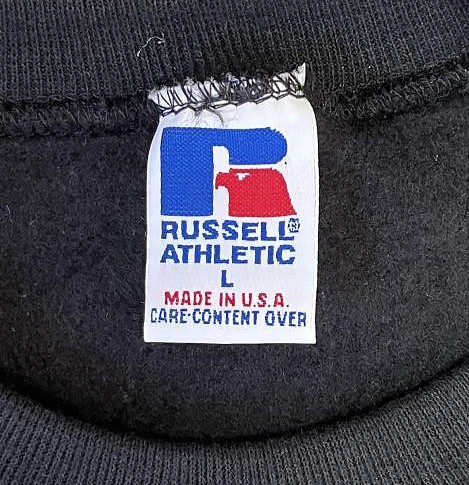 RUSSELL®
ATHLETIC
L
MADE IN U.S.A.
CARE-CONTENT OVER